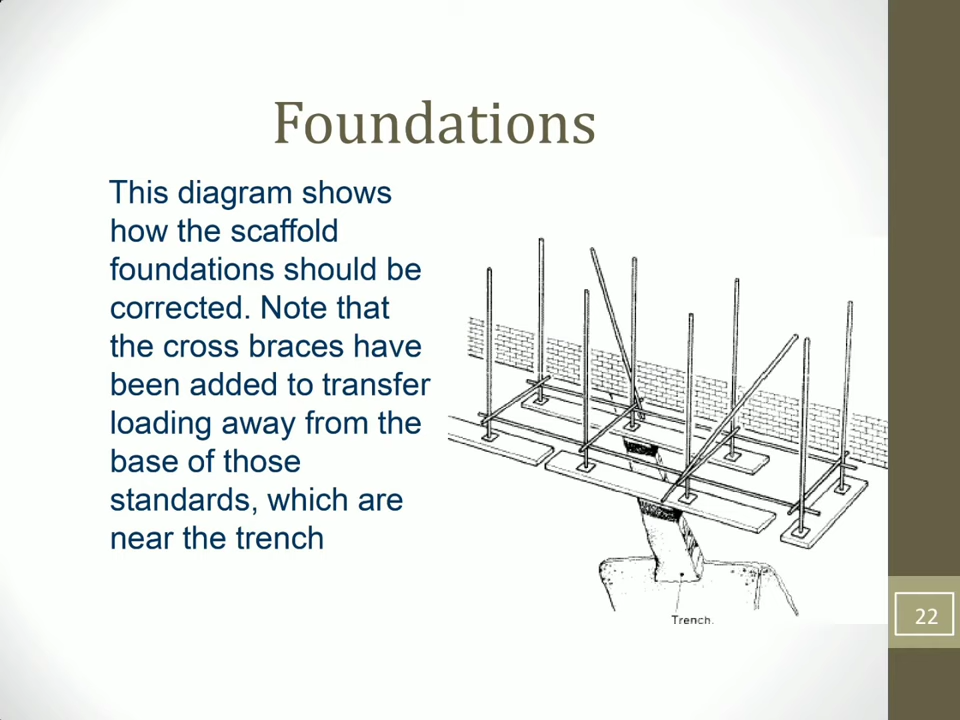 Foundations
This diagram shows
how the scaffold
foundations should be
corrected. Note that
the cross braces have
been added to transfer
loading away from the
base of those
standards, which are
near the trench
Trench.
22